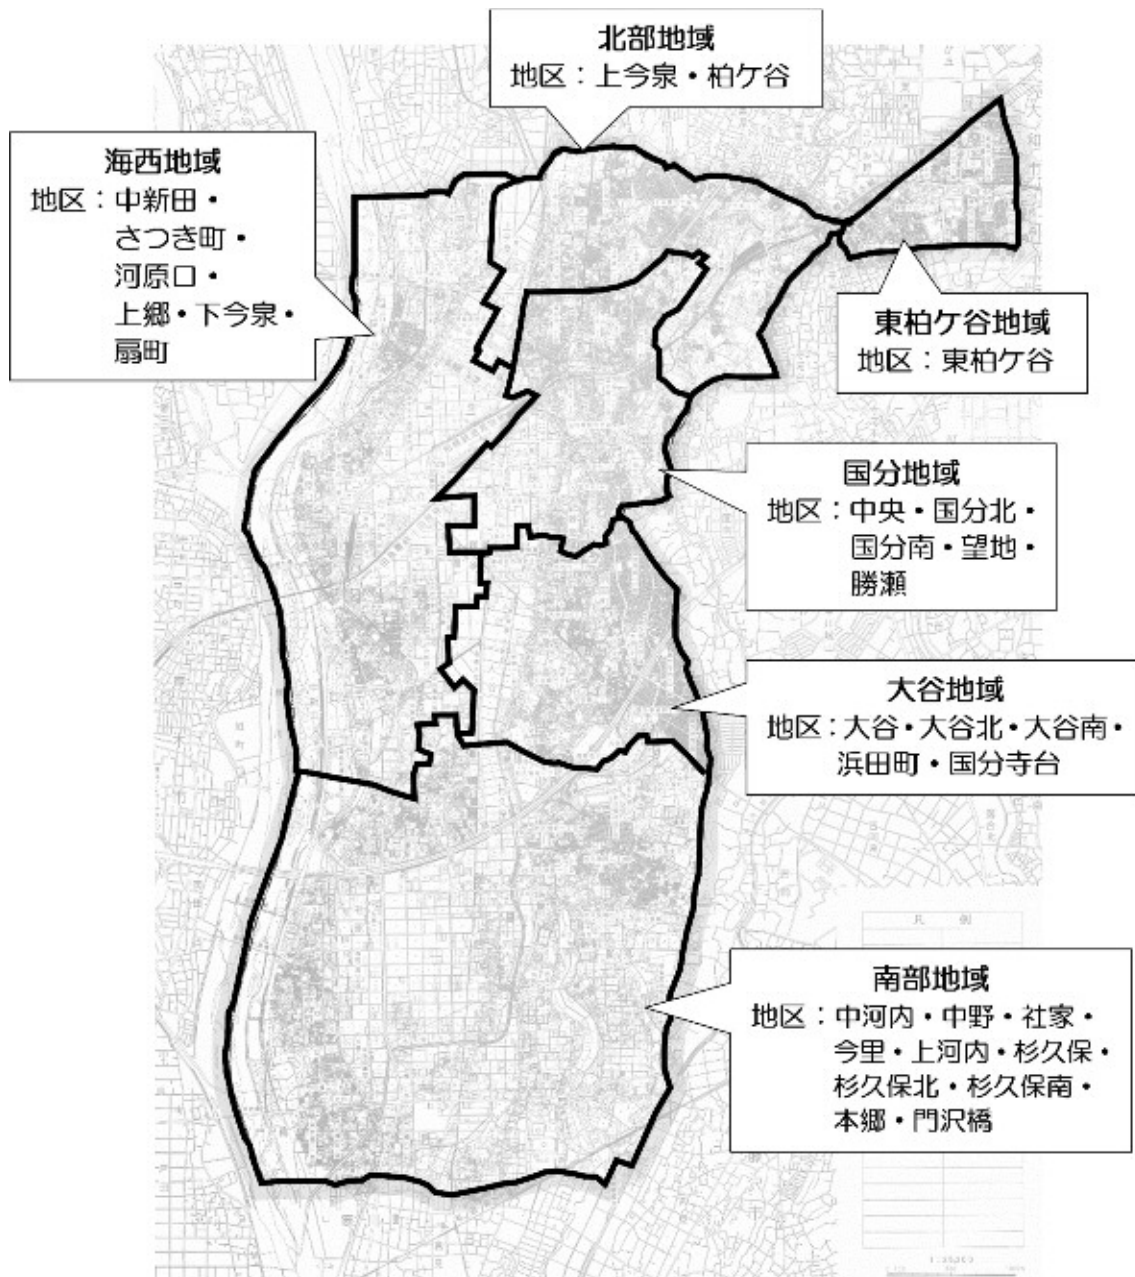 北部地域
地区：上今泉・柏ケ谷
海西地域
地区：中新田・
さつき町・
河原口・
上郷・下今泉・
扇町
東柏ケ谷地域
地区：東柏ケ谷
国分地域
地区：中央・国分北・
国分南・望地・
勝瀬
大谷地域
地区：大谷・大谷北・大谷南・
浜田町・国分寺台
南部地域
地区：中河内・中野・社家・
今里・上河内・杉久保・
杉久保北・杉久保南・
本郷・門沢橋
凡例